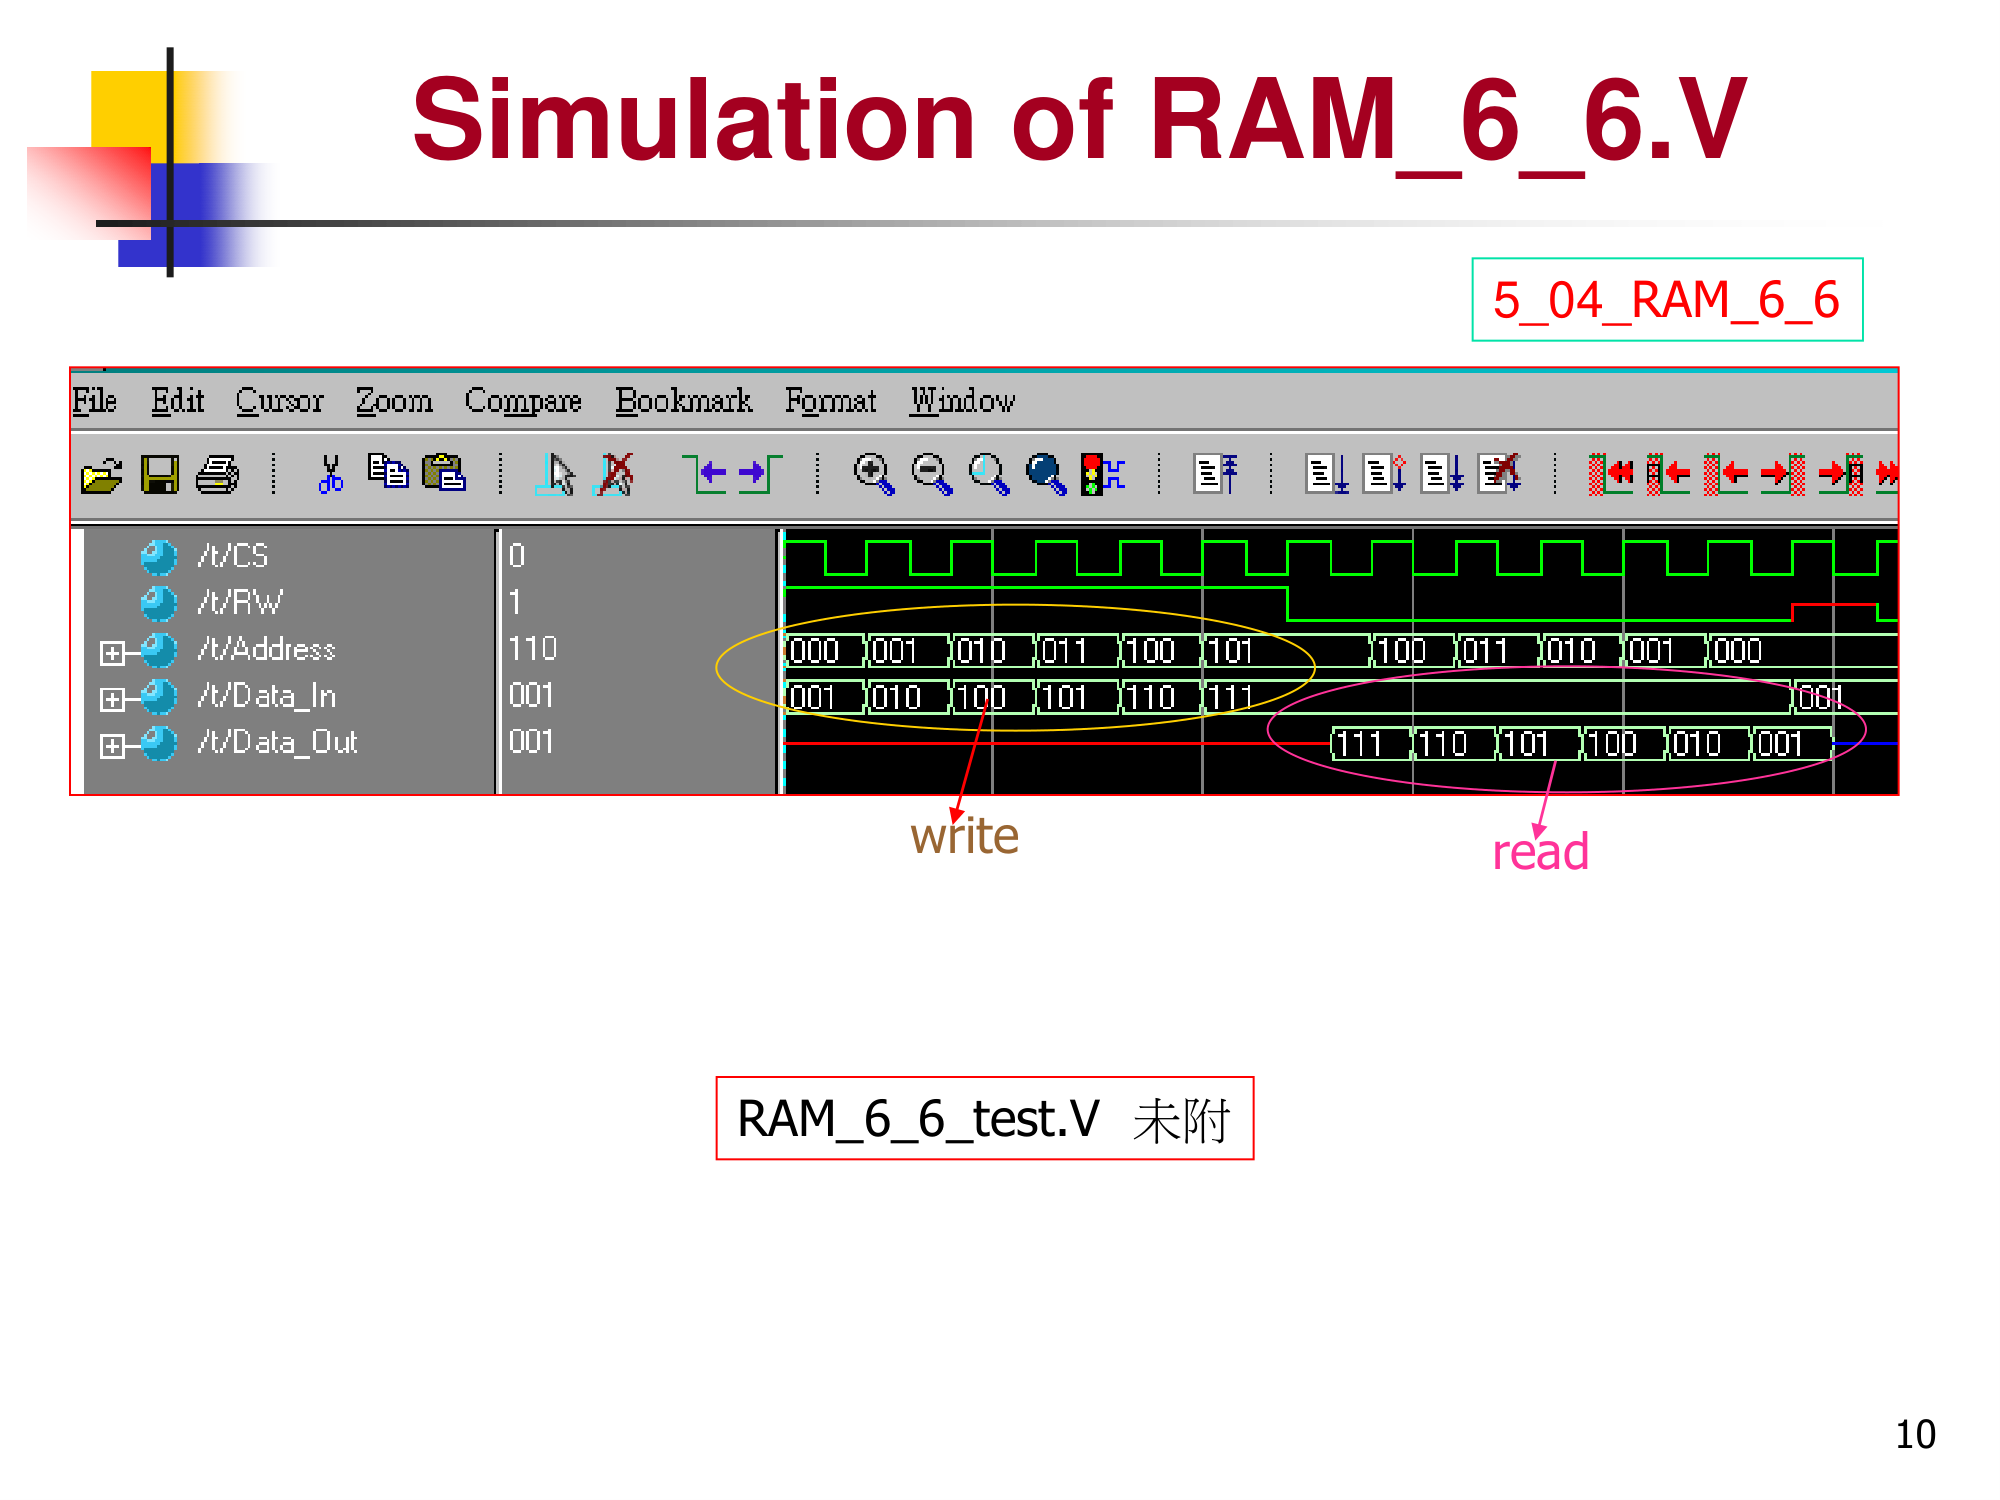 Simulation of RAM_6_6.V
5_04_RAM_6_6
File Edit Cursor Zoom Compare Bookmark Format Window
/t/CS 0
/t/RW 1
/t/Address 110 000 001 010 011 100 101 100 011 010 001 000
/t/Data_In 001 001 010 100 101 110 111 001
/t/Data_Out 001 111 110 101 100 010 001
write
read
RAM_6_6_test.V 未附
10